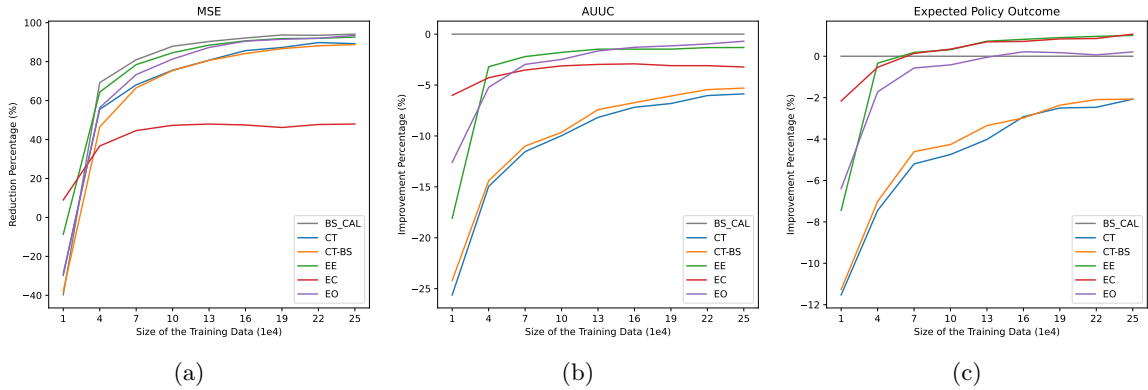 MSE
Reduction Percentage (%)
100
80
60
40
20
0
−20
−40
BS_CAL
CT
CT-BS
EE
EC
EO
1 4 7 10 13 16 19 22 25
Size of the Training Data (1e4)
(a)
AUUC
Improvement Percentage (%)
0
−5
−10
−15
−20
−25
BS_CAL
CT
CT-BS
EE
EC
EO
1 4 7 10 13 16 19 22 25
Size of the Training Data (1e4)
(b)
Expected Policy Outcome
Improvement Percentage (%)
2
0
−2
−4
−6
−8
−10
−12
BS_CAL
CT
CT-BS
EE
EC
EO
1 4 7 10 13 16 19 22 25
Size of the Training Data (1e4)
(c)